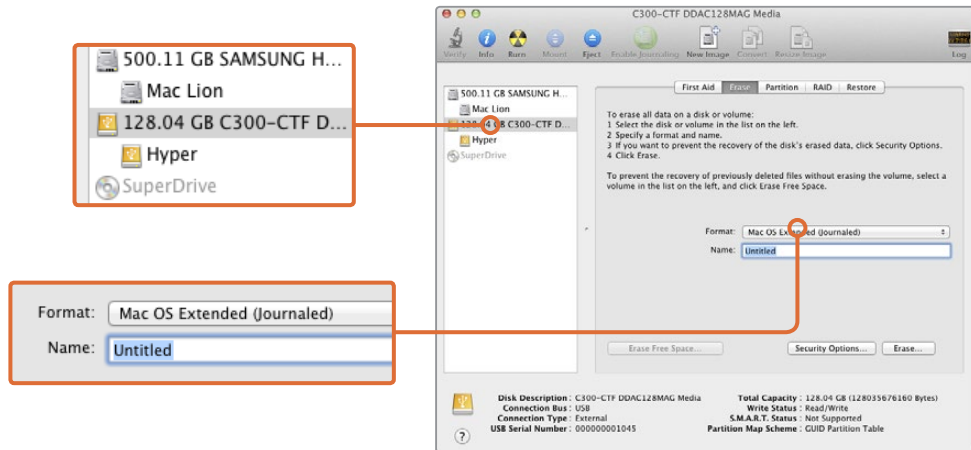 500.11 GB SAMSUNG H...
Mac Lion
128.04 GB C300-CTF D...
Hyper
SuperDrive
Format: Mac OS Extended (Journaled)
Name: Untitled
C300-CTF DDAC128MAG Media
Verify Info Burn Mount Eject Enable Journaling New Image Convert Resize Image Log
500.11 GB SAMSUNG H...
Mac Lion
128.04 GB C300-CTF D...
Hyper
SuperDrive
First Aid Erase Partition RAID Restore
To erase all data on a disk or volume:
1 Select the disk or volume in the list on the left.
2 Specify a format and name.
3 If you want to prevent the recovery of the disk's erased data, click Security Options.
4 Click Erase.
To prevent the recovery of previously deleted files without erasing the volume, select a
volume in the list on the left, and click Erase Free Space.
Format: Mac OS Extended (Journaled)
Name: Untitled
Erase Free Space... Security Options... Erase...
Disk Description : C300-CTF DDAC128MAG Media
Connection Bus : USB
Connection Type : External
USB Serial Number : 000000001045
Total Capacity : 128.04 GB (128035676160 Bytes)
Write Status : Read/Write
S.M.A.R.T. Status : Not Supported
Partition Map Scheme : GUID Partition Table
?